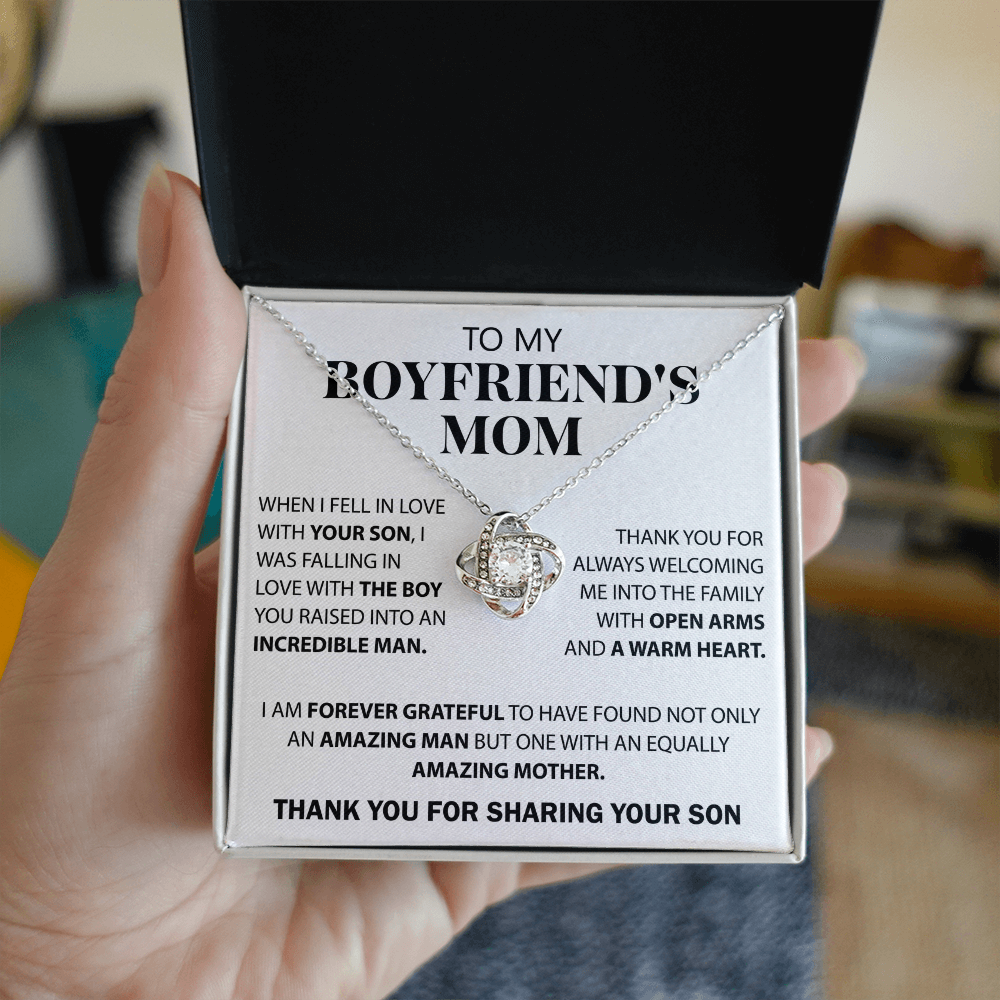 TO MY
BOYFRIEND'S
MOM
WHEN I FELL IN LOVE
WITH YOUR SON, I
WAS FALLING IN
LOVE WITH THE BOY
YOU RAISED INTO AN
INCREDIBLE MAN.
THANK YOU FOR
ALWAYS WELCOMING
ME INTO THE FAMILY
WITH OPEN ARMS
AND A WARM HEART.
I AM FOREVER GRATEFUL TO HAVE FOUND NOT ONLY
AN AMAZING MAN BUT ONE WITH AN EQUALLY
AMAZING MOTHER.
THANK YOU FOR SHARING YOUR SON